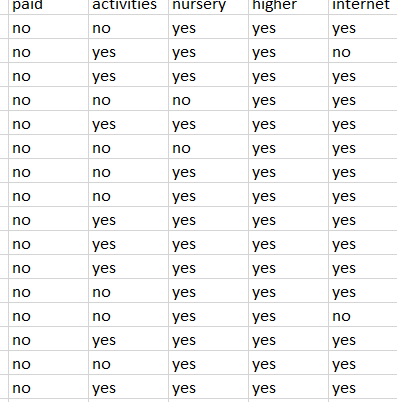 paid activities nursery higher internet
no no yes yes yes
no yes yes yes no
no yes yes yes yes
no no no yes yes
no yes yes yes yes
no no no yes yes
no no yes yes yes
no no yes yes yes
no yes yes yes yes
no yes yes yes yes
no yes yes yes yes
no no yes yes yes
no no yes yes no
no yes yes yes yes
no no yes yes yes
no yes yes yes yes